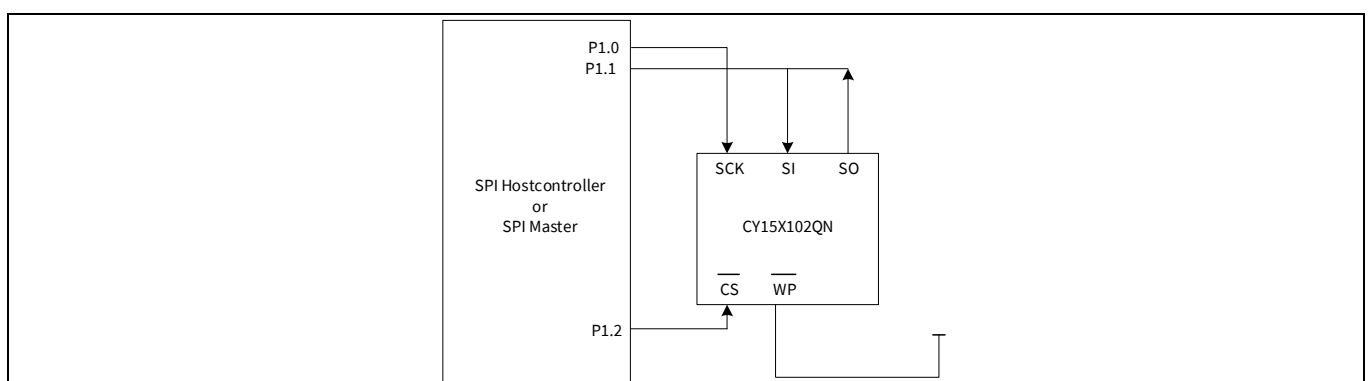 P1.0
P1.1
SCK SI SO
SPI Hostcontroller
or
SPI Master
CY15X102QN
CS WP
P1.2